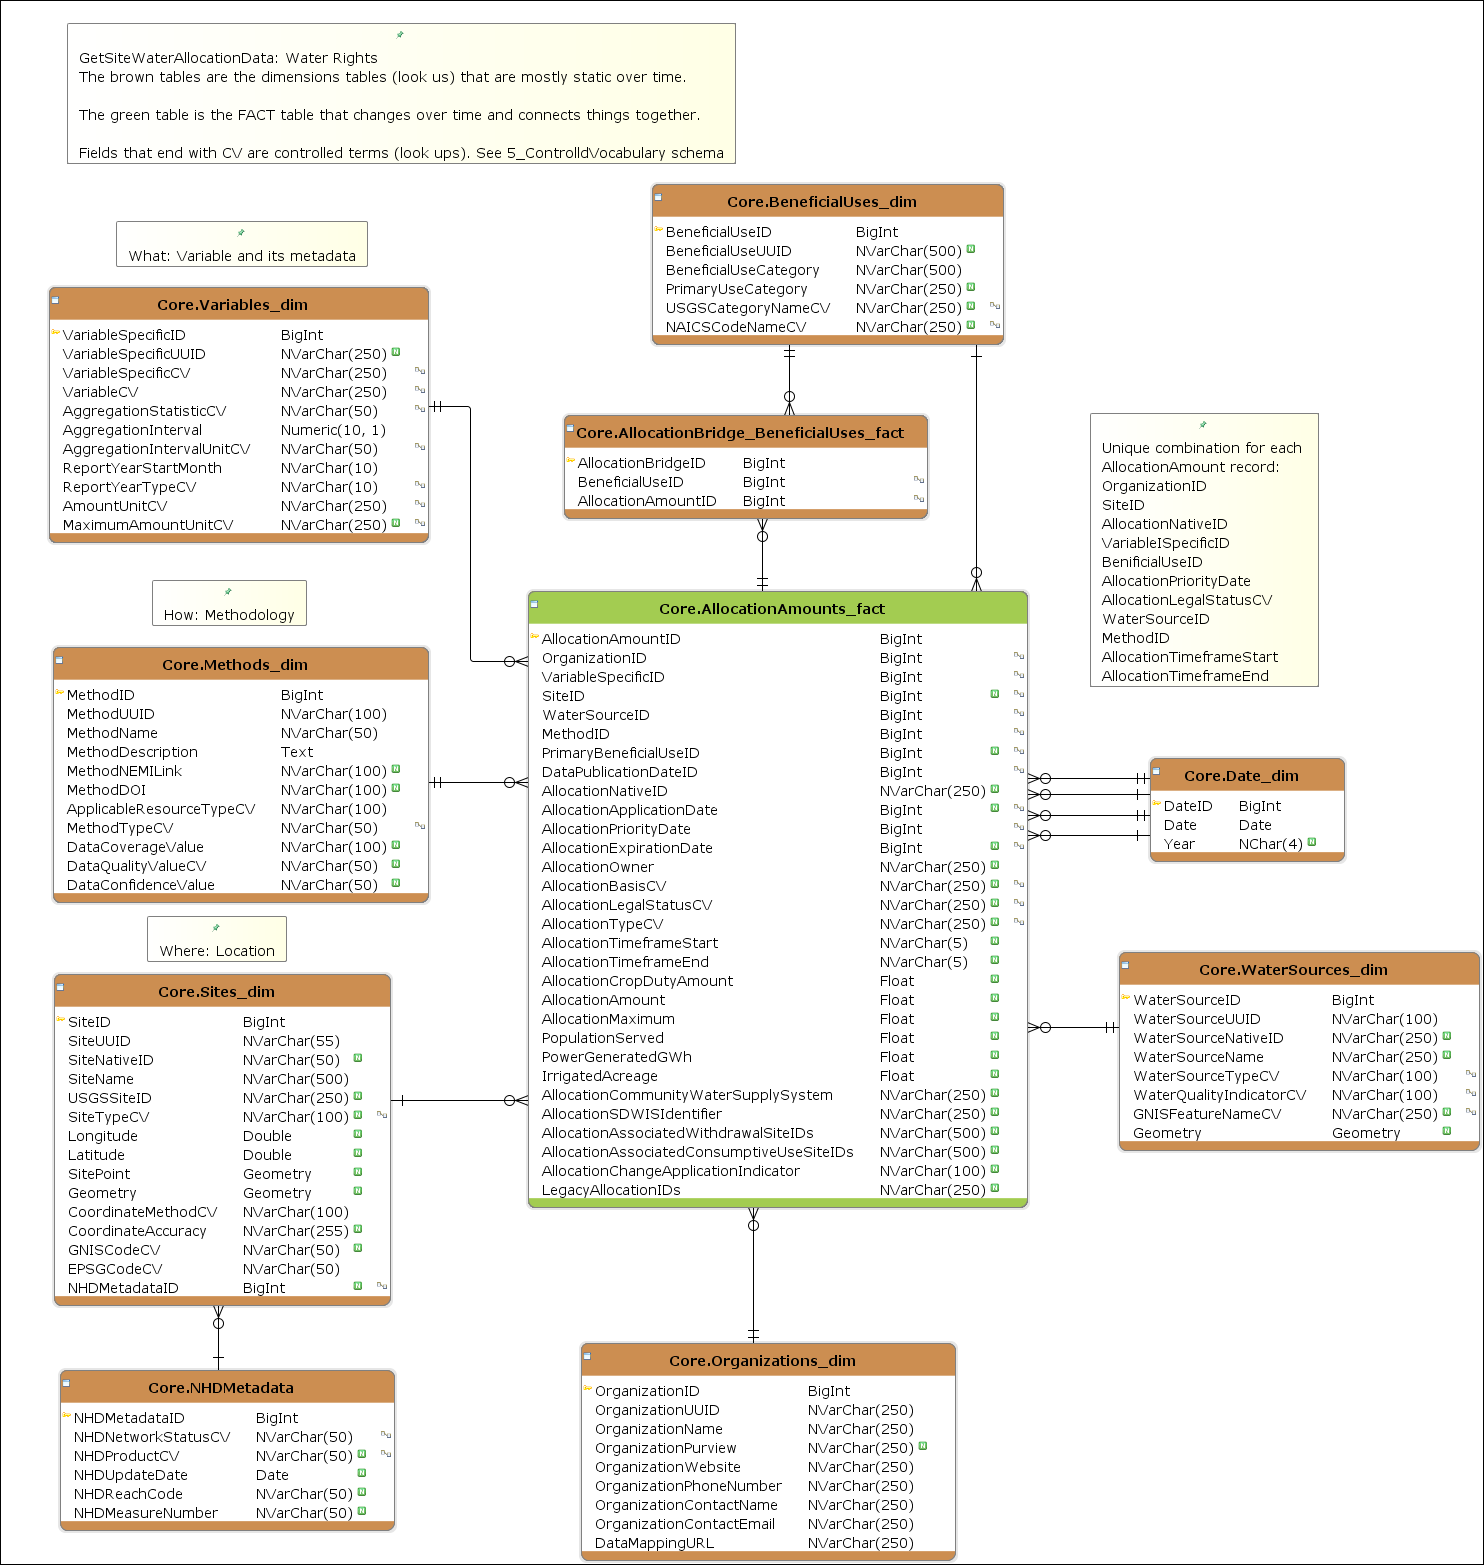 GetSiteWaterAllocationData: Water Rights
The brown tables are the dimensions tables (look us) that are mostly static over time.
The green table is the FACT table that changes over time and connects things together.
Fields that end with CV are controlled terms (look ups). See 5_ControlldVocabulary schema
What: Variable and its metadata
Core.Variables_dim
VariableSpecificID BigInt
VariableSpecificUUID NVarChar(250) N
VariableSpecificCV NVarChar(250)
VariableCV NVarChar(250)
AggregationStatisticCV NVarChar(50)
AggregationInterval Numeric(10, 1)
AggregationIntervalUnitCV NVarChar(50)
ReportYearStartMonth NVarChar(10)
ReportYearTypeCV NVarChar(10)
AmountUnitCV NVarChar(250)
MaximumAmountUnitCV NVarChar(250) N
How: Methodology
Core.Methods_dim
MethodID BigInt
MethodUUID NVarChar(100)
MethodName NVarChar(50)
MethodDescription Text
MethodNEMILink NVarChar(100) N
MethodDOI NVarChar(100) N
ApplicableResourceTypeCV NVarChar(100)
MethodTypeCV NVarChar(50)
DataCoverageValue NVarChar(100) N
DataQualityValueCV NVarChar(50) N
DataConfidenceValue NVarChar(50) N
Where: Location
Core.Sites_dim
SiteID BigInt
SiteUUID NVarChar(55)
SiteNativeID NVarChar(50) N
SiteName NVarChar(500)
USGSSiteID NVarChar(250) N
SiteTypeCV NVarChar(100) N
Longitude Double N
Latitude Double N
SitePoint Geometry N
Geometry Geometry N
CoordinateMethodCV NVarChar(100)
CoordinateAccuracy NVarChar(255) N
GNISCodeCV NVarChar(50) N
EPSGCodeCV NVarChar(50)
NHDMetadataID BigInt N
Core.NHDMetadata
NHDMetadataID BigInt
NHDNetworkStatusCV NVarChar(50)
NHDProductCV NVarChar(50) N
NHDUpdateDate Date N
NHDReachCode NVarChar(50) N
NHDMeasureNumber NVarChar(50) N
Core.BeneficialUses_dim
BeneficialUseID BigInt
BeneficialUseUUID NVarChar(500) N
BeneficialUseCategory NVarChar(500)
PrimaryUseCategory NVarChar(250) N
USGSCategoryNameCV NVarChar(250) N
NAICSCodeNameCV NVarChar(250) N
Core.AllocationBridge_BeneficialUses_fact
AllocationBridgeID BigInt
BeneficialUseID BigInt
AllocationAmountID BigInt
Core.AllocationAmounts_fact
AllocationAmountID BigInt
OrganizationID BigInt
VariableSpecificID BigInt
SiteID BigInt N
WaterSourceID BigInt
MethodID BigInt
PrimaryBeneficialUseID BigInt N
DataPublicationDateID BigInt
AllocationNativeID NVarChar(250) N
AllocationApplicationDate BigInt N
AllocationPriorityDate BigInt
AllocationExpirationDate BigInt N
AllocationOwner NVarChar(250) N
AllocationBasisCV NVarChar(250) N
AllocationLegalStatusCV NVarChar(250) N
AllocationTypeCV NVarChar(250) N
AllocationTimeframeStart NVarChar(5) N
AllocationTimeframeEnd NVarChar(5) N
AllocationCropDutyAmount Float N
AllocationAmount Float N
AllocationMaximum Float N
PopulationServed Float N
PowerGeneratedGWh Float N
IrrigatedAcreage Float N
AllocationCommunityWaterSupplySystem NVarChar(250) N
AllocationSDWISIdentifier NVarChar(250) N
AllocationAssociatedWithdrawalSiteIDs NVarChar(500) N
AllocationAssociatedConsumptiveUseSiteIDs NVarChar(500) N
AllocationChangeApplicationIndicator NVarChar(100) N
LegacyAllocationIDs NVarChar(250) N
Core.Organizations_dim
OrganizationID BigInt
OrganizationUUID NVarChar(250)
OrganizationName NVarChar(250)
OrganizationPurview NVarChar(250) N
OrganizationWebsite NVarChar(250)
OrganizationPhoneNumber NVarChar(250)
OrganizationContactName NVarChar(250)
OrganizationContactEmail NVarChar(250)
DataMappingURL NVarChar(250)
Unique combination for each
AllocationAmount record:
OrganizationID
SiteID
AllocationNativeID
VariableISpecificID
BenificialUseID
AllocationPriorityDate
AllocationLegalStatusCV
WaterSourceID
MethodID
AllocationTimeframeStart
AllocationTimeframeEnd
Core.Date_dim
DateID BigInt
Date Date
Year NChar(4) N
Core.WaterSources_dim
WaterSourceID BigInt
WaterSourceUUID NVarChar(100)
WaterSourceNativeID NVarChar(250) N
WaterSourceName NVarChar(250) N
WaterSourceTypeCV NVarChar(100)
WaterQualityIndicatorCV NVarChar(100)
GNISFeatureNameCV NVarChar(250) N
Geometry Geometry N